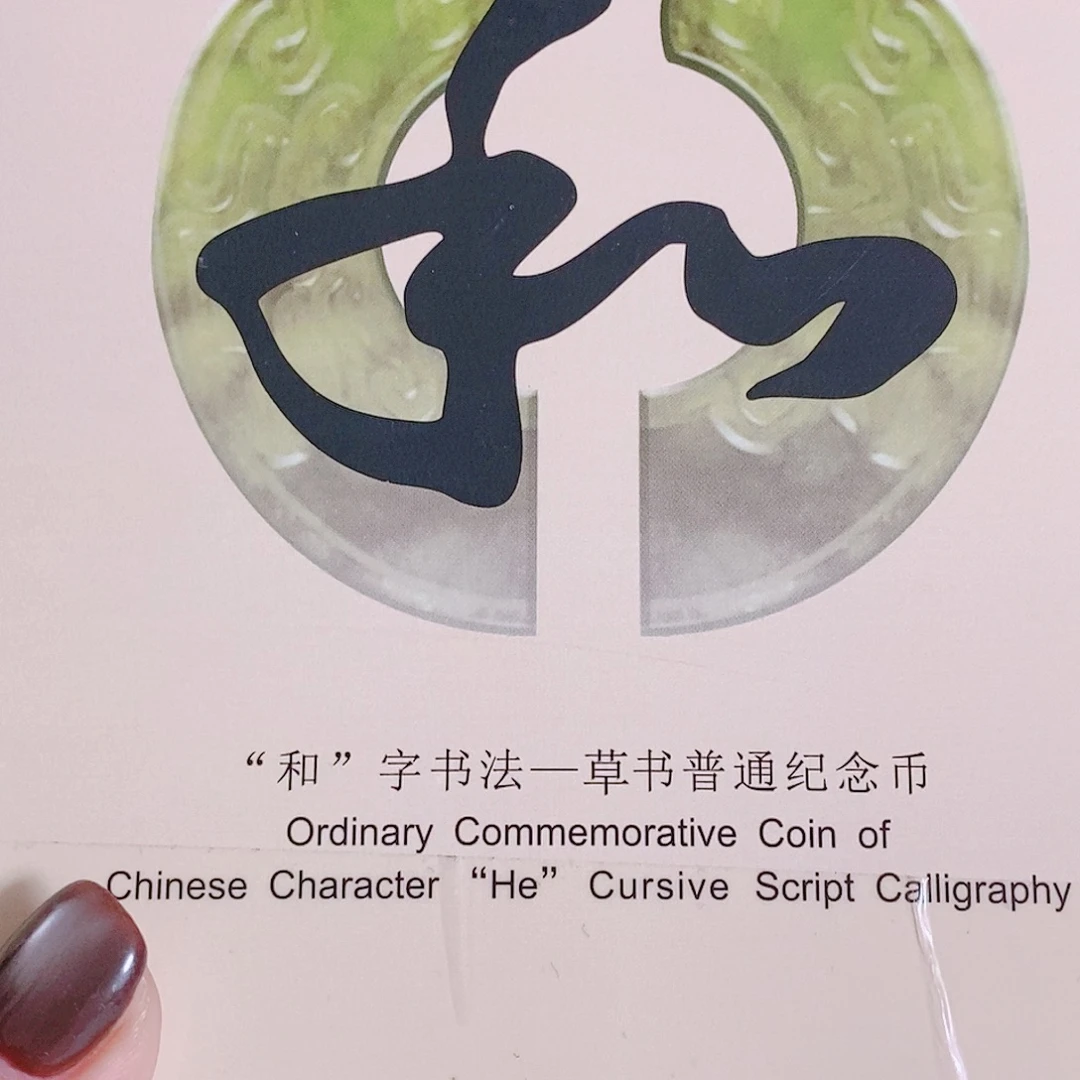 和
“和”字书法—草书普通纪念币
Ordinary Commemorative Coin of
Chinese Character “He” Cursive Script Calligraphy